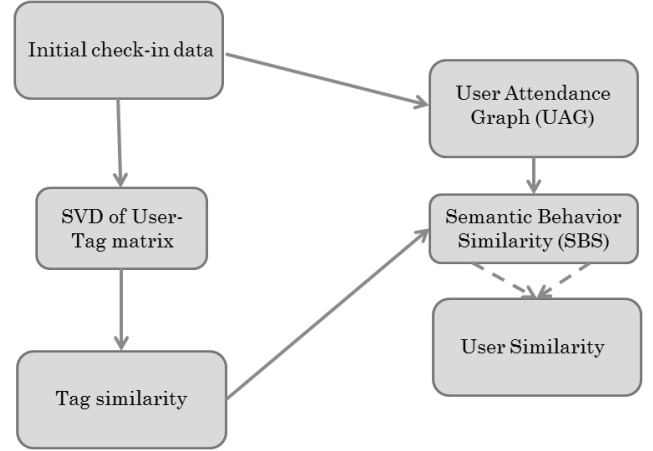 Initial check-in data
User Attendance
Graph (UAG)
SVD of User-
Tag matrix
Semantic Behavior
Similarity (SBS)
User Similarity
Tag similarity